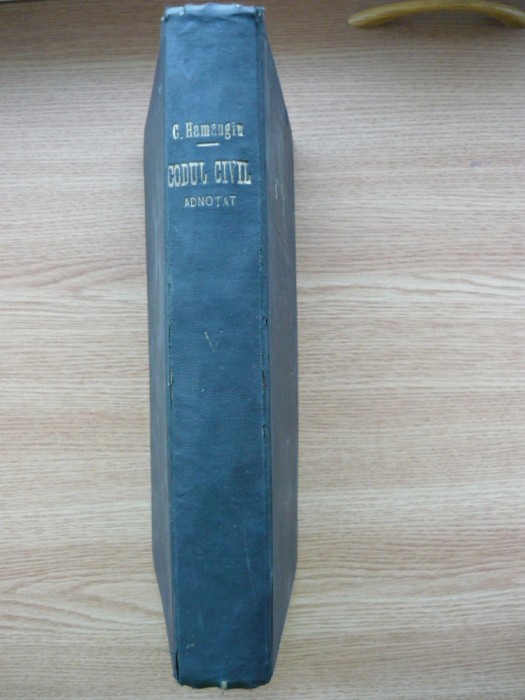 C. Hamangiu
CODUL CIVIL
ADNOTAT
V